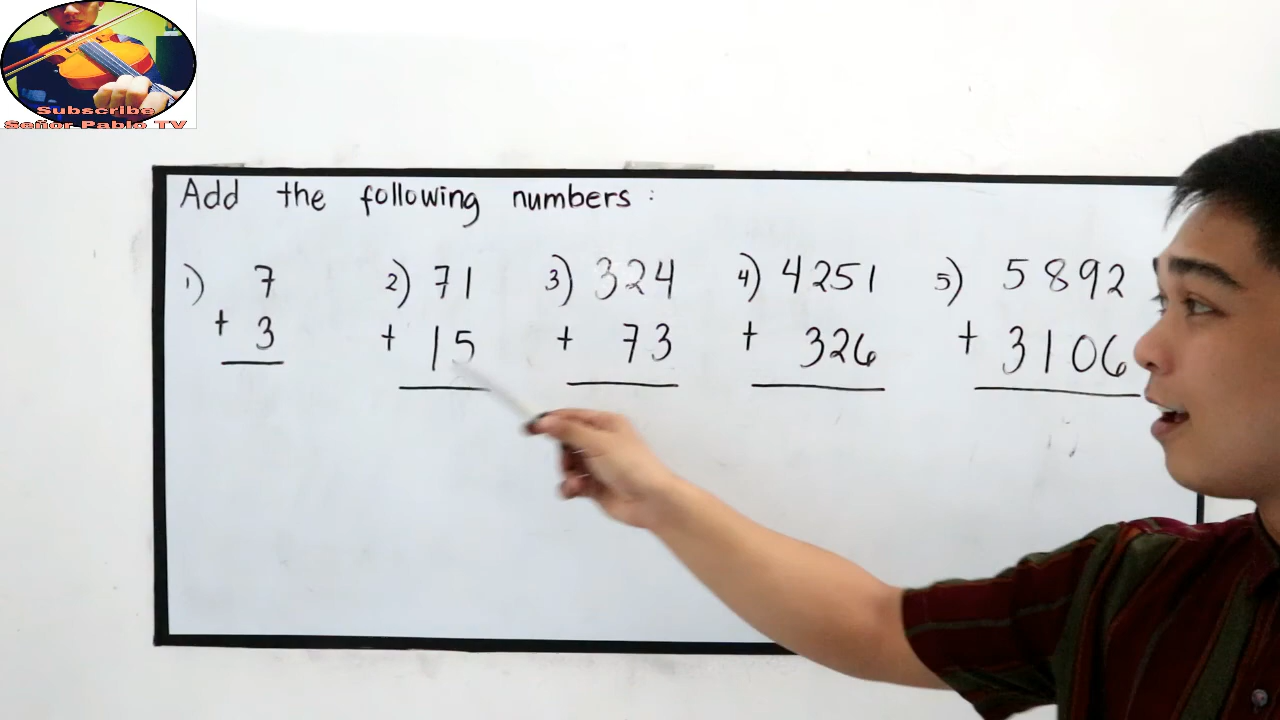 Subscribe
Señor Pablo TV
Add the following numbers :
1) 7 2) 71 3) 324 4) 4251 5) 5892
+ 3 + 15 + 73 + 326 + 3106